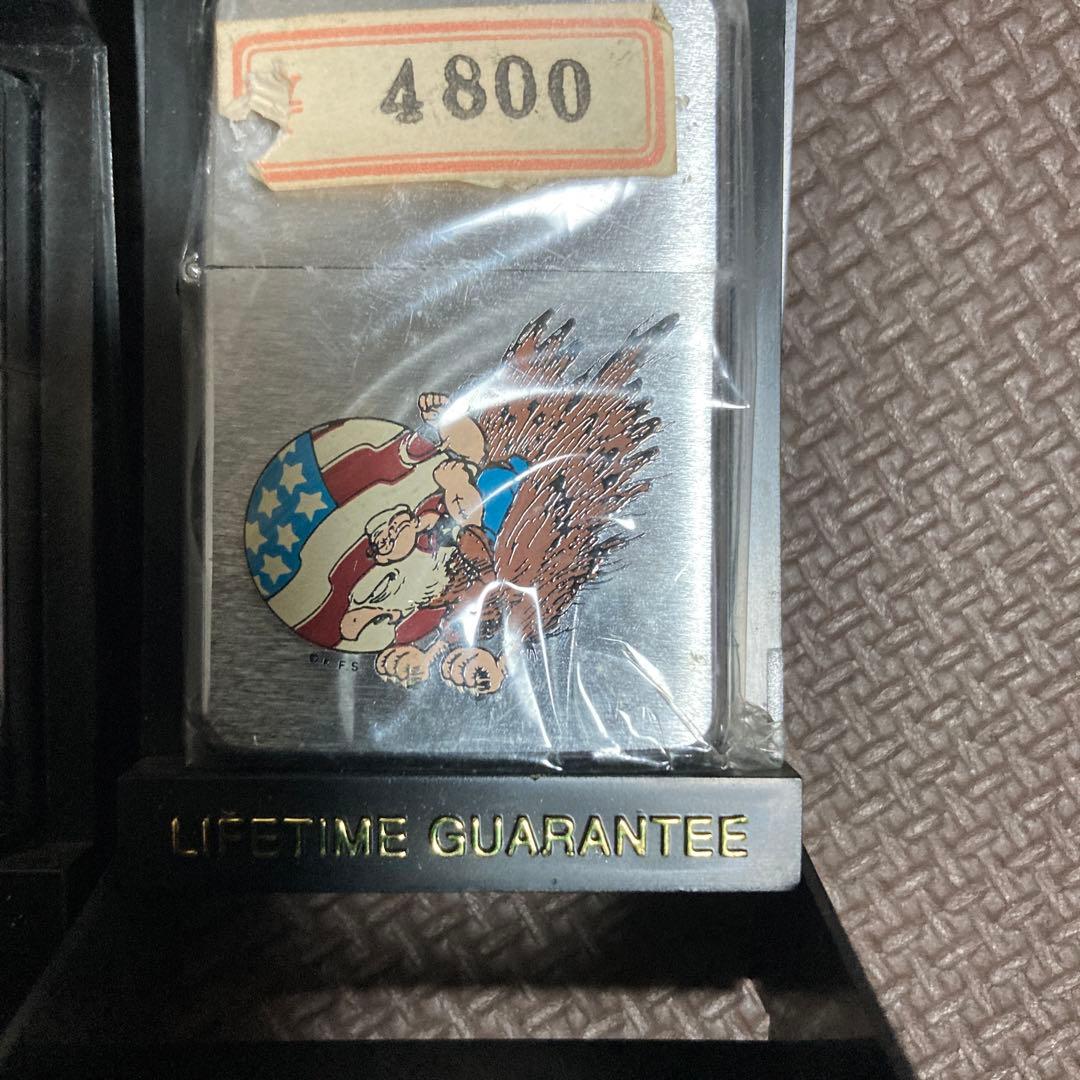 ¥ 4800
© K.F.S
LIFETIME GUARANTEE